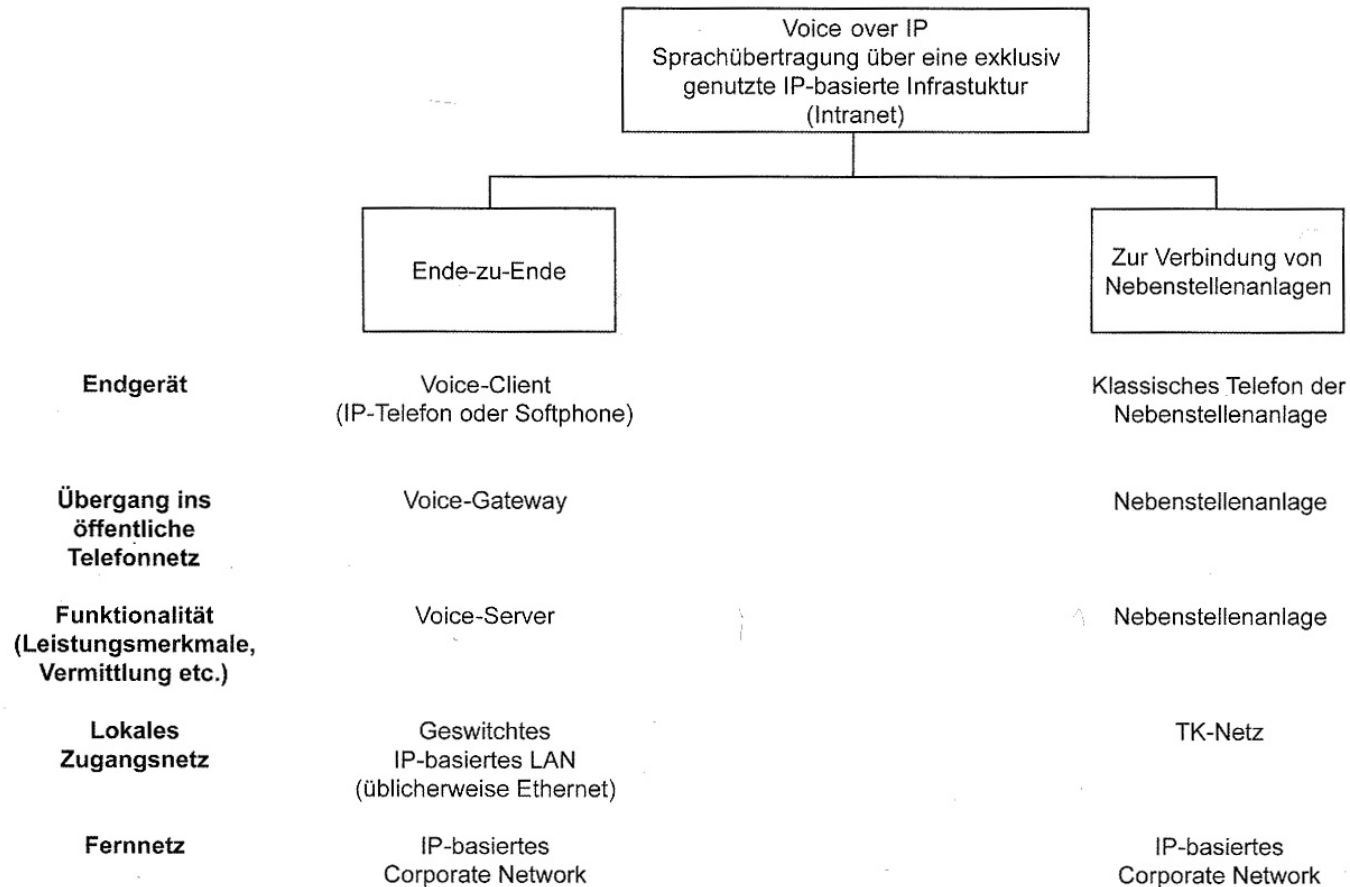 Voice over IP
Sprachübertragung über eine exklusiv
genutzte IP-basierte Infrastuktur
(Intranet)
Ende-zu-Ende
Zur Verbindung von
Nebenstellenanlagen
Endgerät
Voice-Client
(IP-Telefon oder Softphone)
Klassisches Telefon der
Nebenstellenanlage
Übergang ins
öffentliche
Telefonnetz
Voice-Gateway
Nebenstellenanlage
Funktionalität
(Leistungsmerkmale,
Vermittlung etc.)
Voice-Server
Nebenstellenanlage
Lokales
Zugangsnetz
Geswitchtes
IP-basiertes LAN
(üblicherweise Ethernet)
TK-Netz
Fernnetz
IP-basiertes
Corporate Network
IP-basiertes
Corporate Network